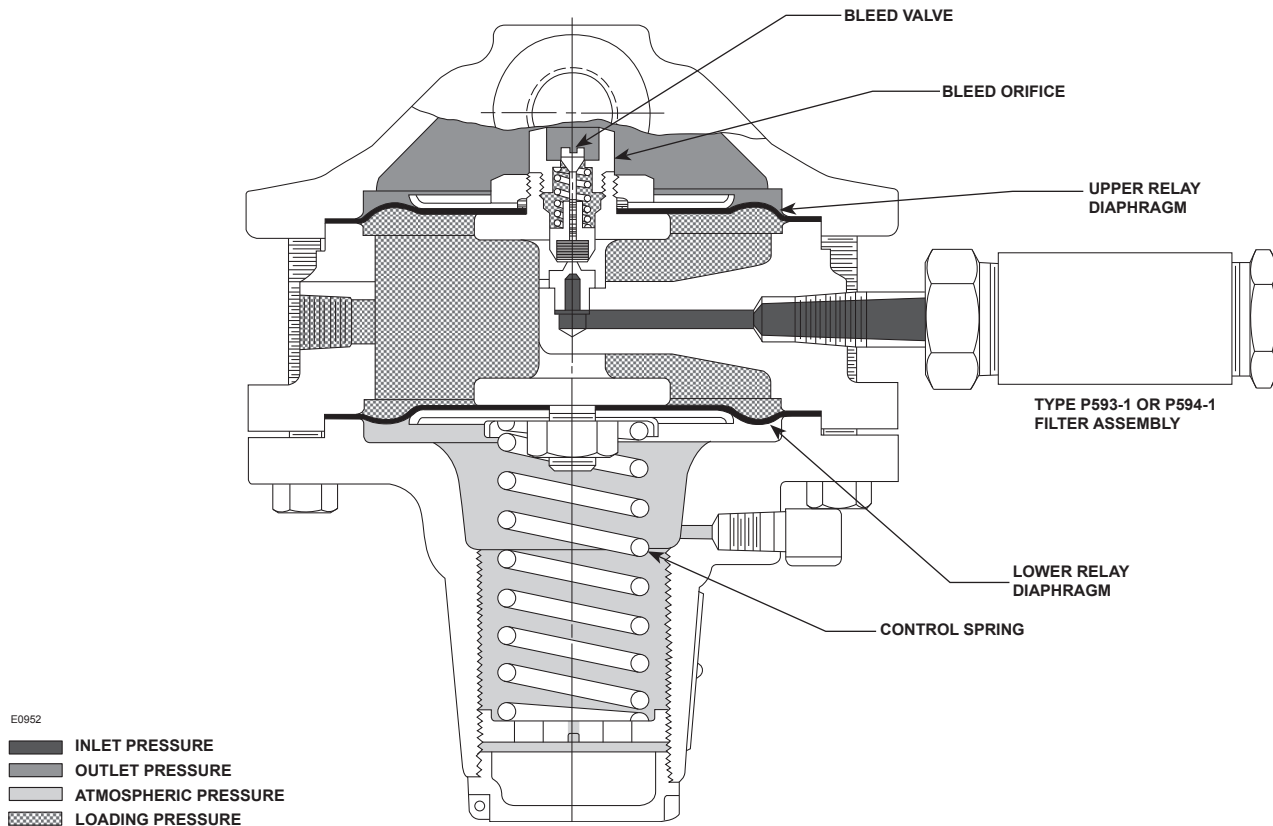 BLEED VALVE
BLEED ORIFICE
UPPER RELAY
DIAPHRAGM
TYPE P593-1 OR P594-1
FILTER ASSEMBLY
LOWER RELAY
DIAPHRAGM
CONTROL SPRING
E0952
INLET PRESSURE
OUTLET PRESSURE
ATMOSPHERIC PRESSURE
LOADING PRESSURE